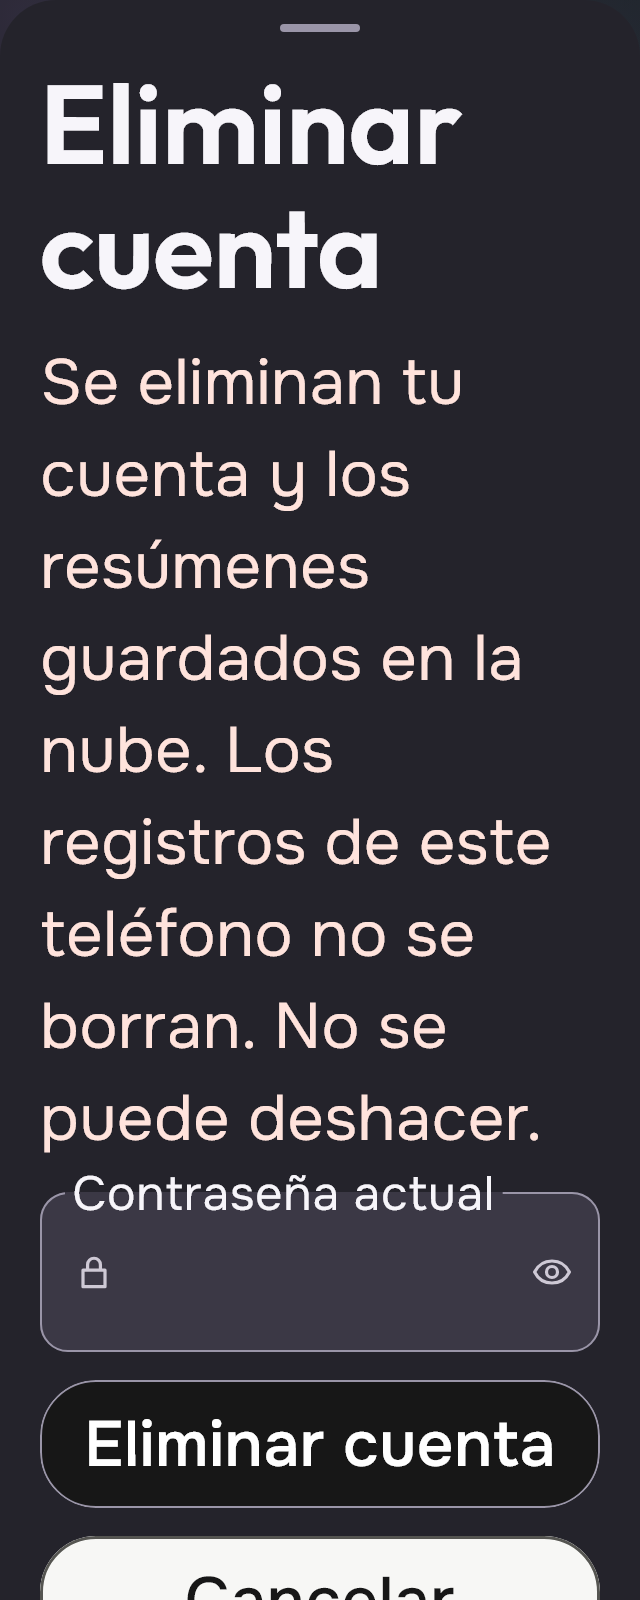 Eliminar
cuenta
Se eliminan tu
cuenta y los
resúmenes
guardados en la
nube. Los
registros de este
teléfono no se
borran. No se
puede deshacer.
Contraseña actual
Eliminar cuenta
Cancelar